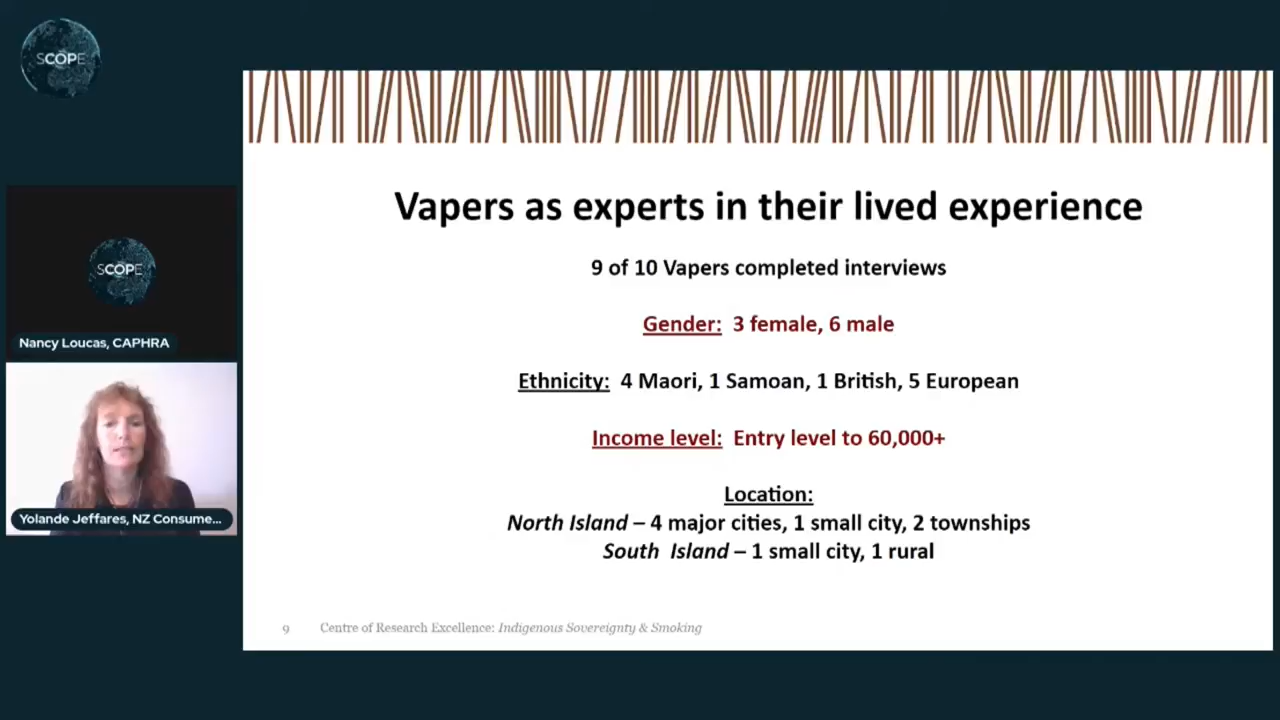 SCOPE
Vapers as experts in their lived experience
9 of 10 Vapers completed interviews
Gender: 3 female, 6 male
Ethnicity: 4 Maori, 1 Samoan, 1 British, 5 European
Income level: Entry level to 60,000+
Location:
North Island – 4 major cities, 1 small city, 2 townships
South Island – 1 small city, 1 rural
9 Centre of Research Excellence: Indigenous Sovereignty & Smoking
SCOPE
Nancy Loucas, CAPHRA
Yolande Jeffares, NZ Consume...